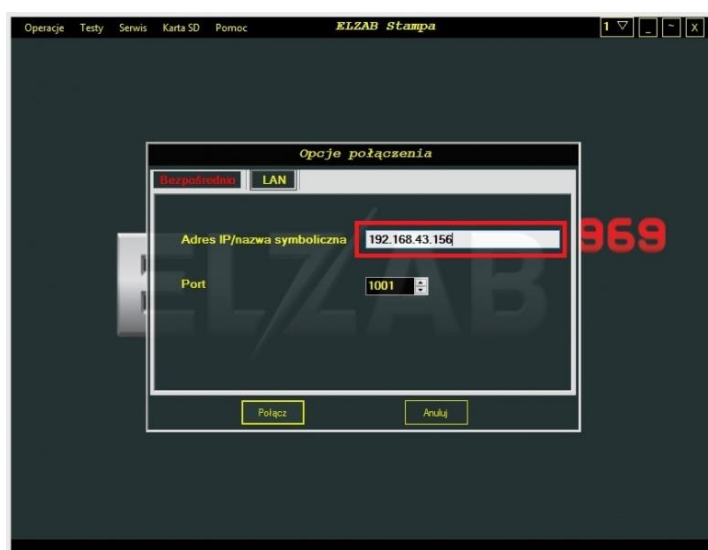 Operacje Testy Serwis Karta SD Pomoc ELZAB Stampa 1 _ ~ X
Opcje połączenia
Bezpośrednio LAN
Adres IP/nazwa symboliczna 192.168.43.156
969
Port 1001
ELZAB
Połącz Anuluj